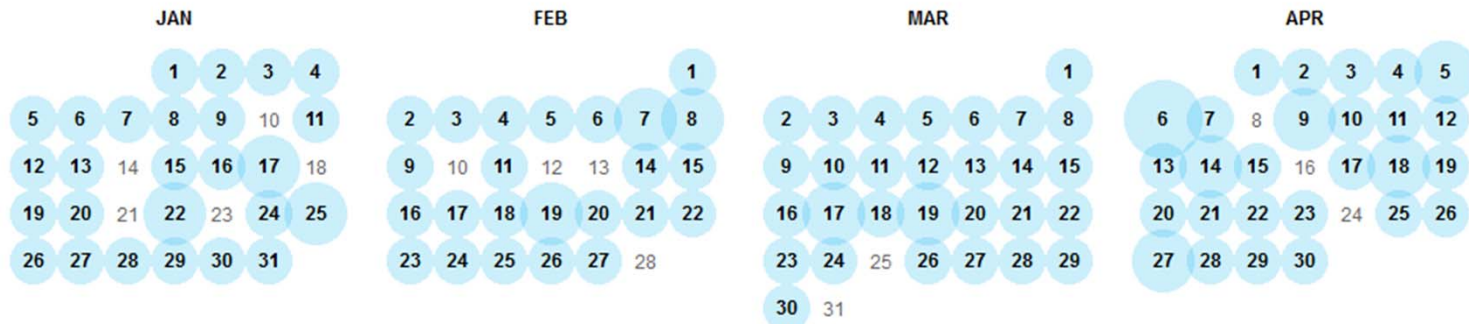 JAN FEB MAR APR
1 2 3 4 1 1 1 2 3 4 5
5 6 7 8 9 10 11 2 3 4 5 6 7 8 2 3 4 5 6 7 8 6 7 8 9 10 11 12
12 13 14 15 16 17 18 9 10 11 12 13 14 15 9 10 11 12 13 14 15 13 14 15 16 17 18 19
19 20 21 22 23 24 25 16 17 18 19 20 21 22 16 17 18 19 20 21 22 20 21 22 23 24 25 26
26 27 28 29 30 31 23 24 25 26 27 28 23 24 25 26 27 28 29 27 28 29 30
30 31